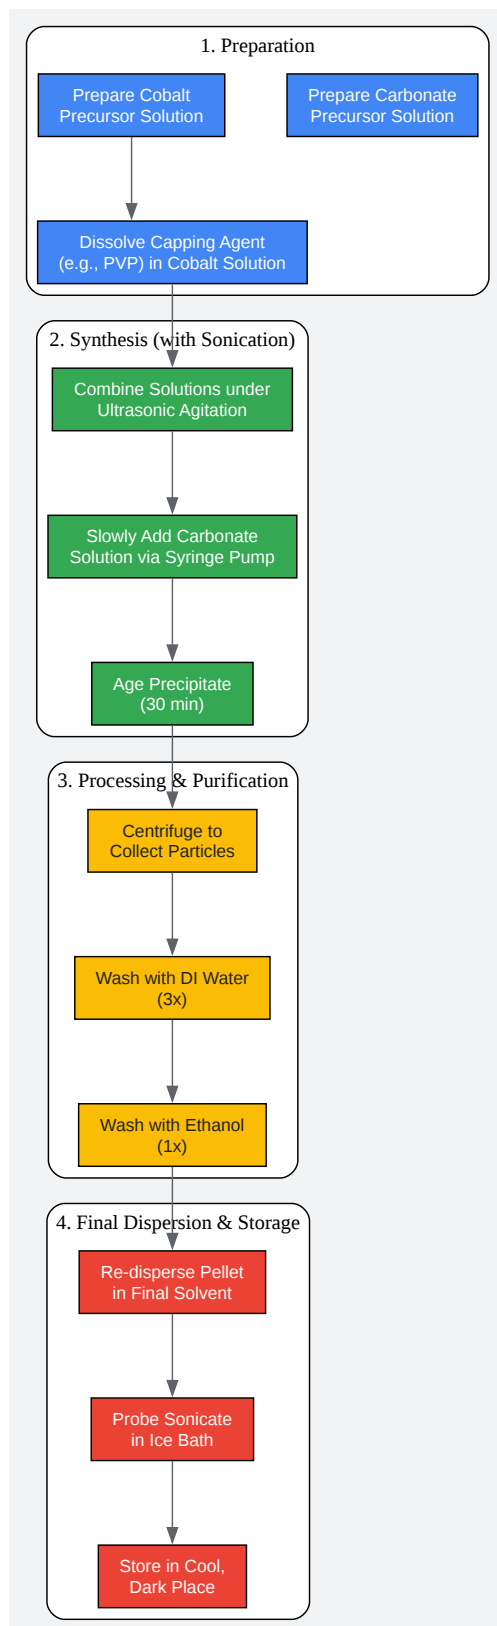 1. Preparation
Prepare Cobalt
Precursor Solution
Prepare Carbonate
Precursor Solution
Dissolve Capping Agent
(e.g., PVP) in Cobalt Solution
2. Synthesis (with Sonication)
Combine Solutions under
Ultrasonic Agitation
Slowly Add Carbonate
Solution via Syringe Pump
Age Precipitate
(30 min)
3. Processing & Purification
Centrifuge to
Collect Particles
Wash with DI Water
(3x)
Wash with Ethanol
(1x)
4. Final Dispersion & Storage
Re-disperse Pellet
in Final Solvent
Probe Sonicate
in Ice Bath
Store in Cool,
Dark Place